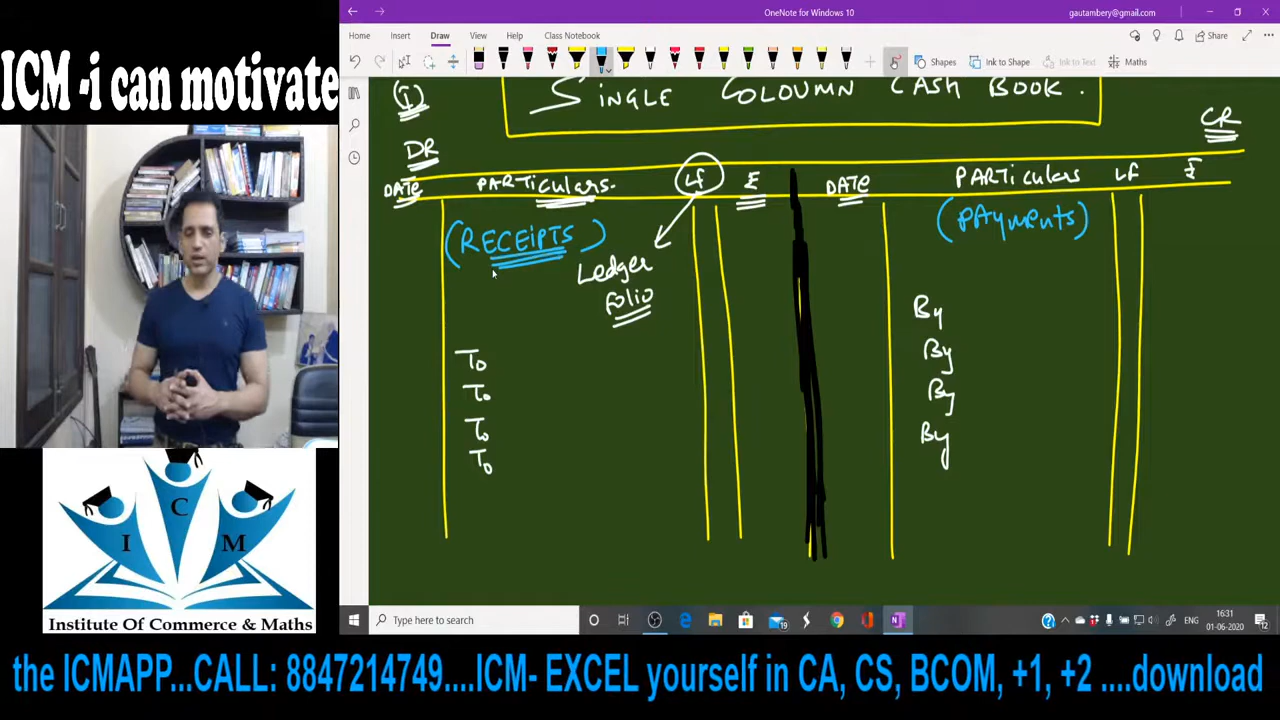 ICM -i can motivate
I C M
Institute Of Commerce & Maths
OneNote for Windows 10
gautambery@gmail.com
Home Insert Draw View Help Class Notebook
Share
Shapes Ink to Shape Ink to Text Maths
(I) SINGLE COLOUMN CASH BOOK.
DR CR
DATE PARTiculars. LF ₹ DATE PARTiculars LF ₹
(RECEiPTS) (PAymenTs)
Ledger
folio
By
To By
To By
To By
To
Type here to search
19
ENG
16:31
01-06-2020
12
the ICMAPP...CALL: 8847214749....ICM- EXCEL yourself in CA, CS, BCOM, +1, +2 ....download